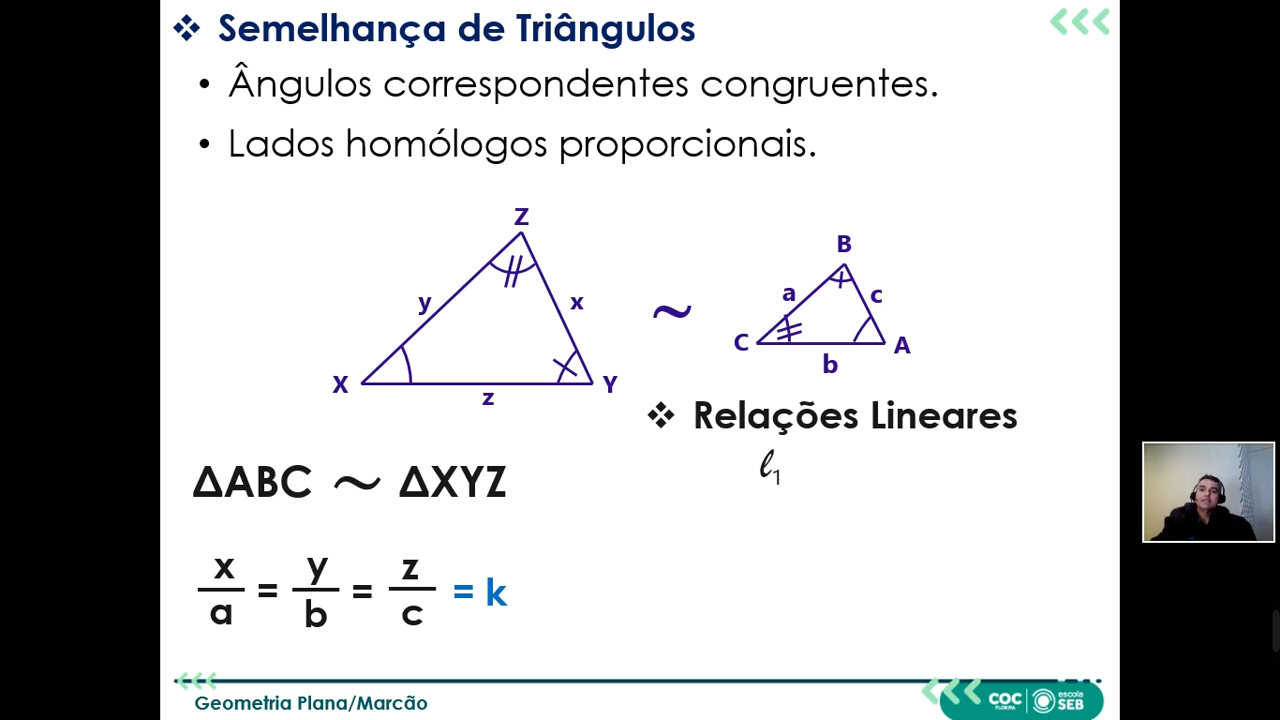 ❖ Semelhança de Triângulos
• Ângulos correspondentes congruentes.
• Lados homólogos proporcionais.
Z
y
x
X
Y
z
~
B
a
c
C
A
b
❖ Relações Lineares
ℓ₁
ΔABC ~ ΔXYZ
x/a = y/b = z/c = k
Geometria Plana/Marcão
COC
FLORIPA
escola
SEB